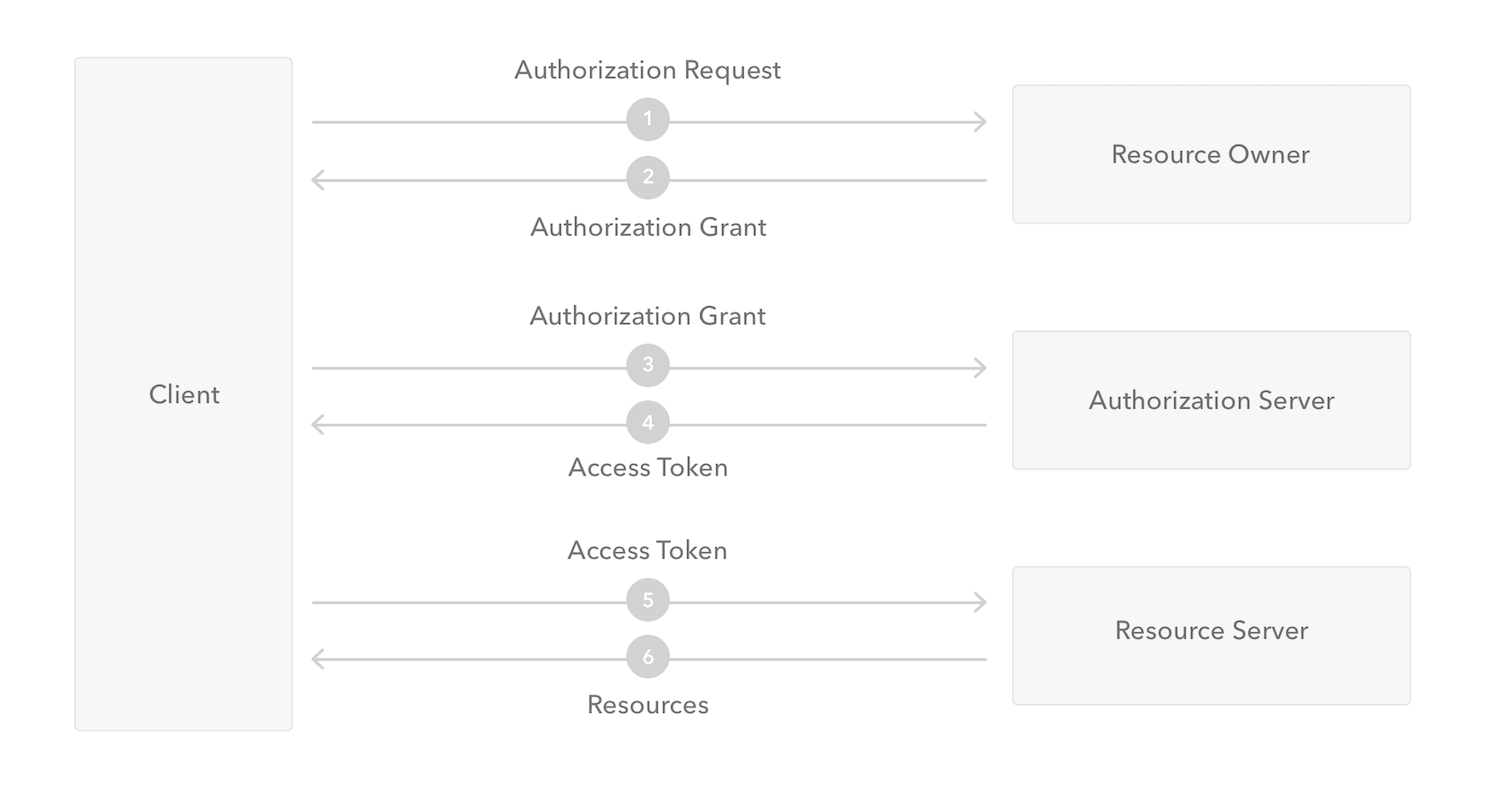 Authorization Request
1
Resource Owner
2
Authorization Grant
Authorization Grant
3
Client
Authorization Server
4
Access Token
Access Token
5
Resource Server
6
Resources